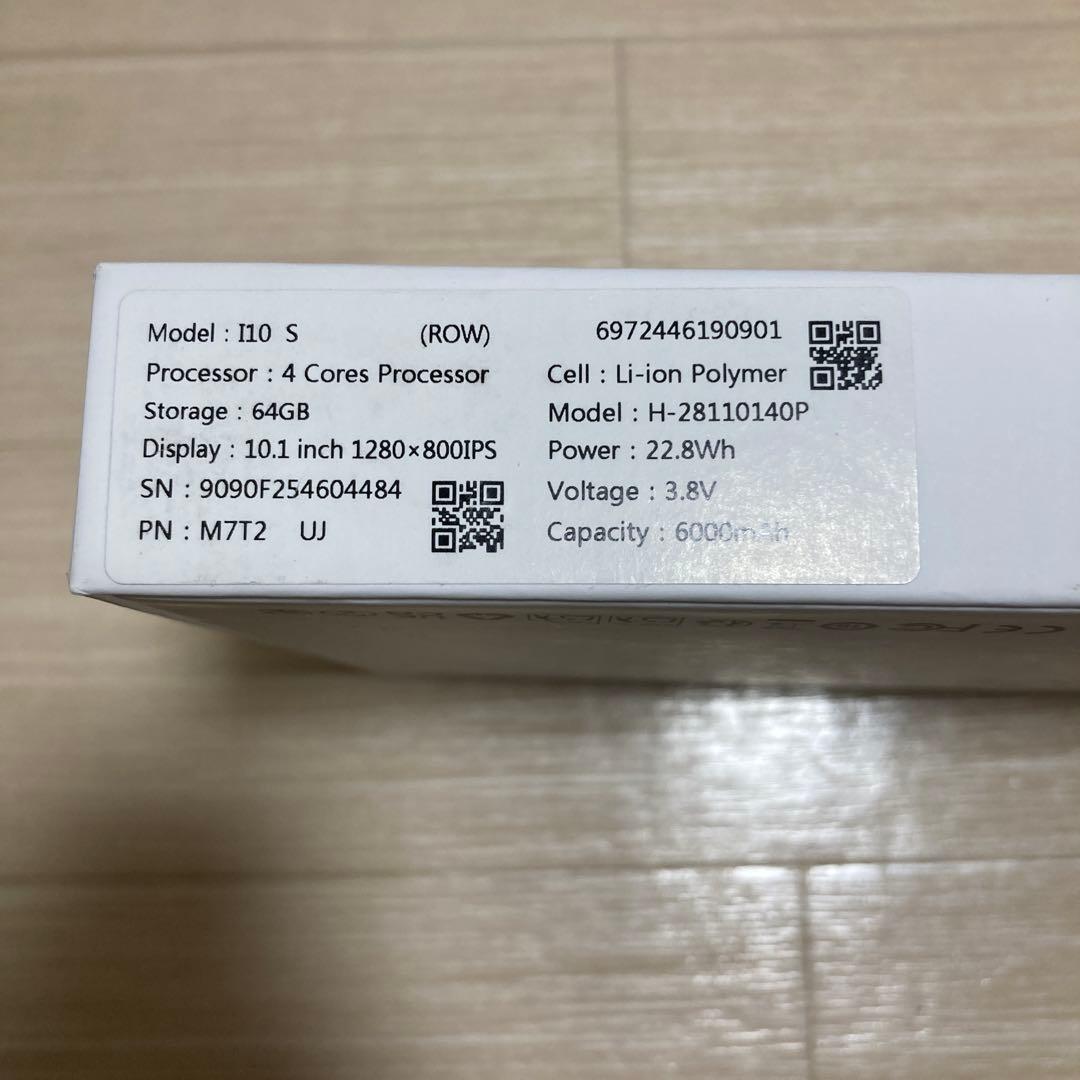 Model : I10 S (ROW)
Processor : 4 Cores Processor
Storage : 64GB
Display : 10.1 inch 1280×800IPS
SN : 9090F254604484
PN : M7T2 UJ
6972446190901
Cell : Li-ion Polymer
Model : H-28110140P
Power : 22.8Wh
Voltage : 3.8V
Capacity : 6000mAh